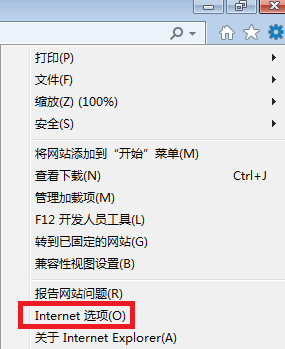 打印(P)
文件(F)
缩放(Z) (100%)
安全(S)
将网站添加到“开始”菜单(M)
查看下载(N) Ctrl+J
管理加载项(M)
F12 开发人员工具(L)
转到已固定的网站(G)
兼容性视图设置(B)
报告网站问题(R)
Internet 选项(O)
关于 Internet Explorer(A)